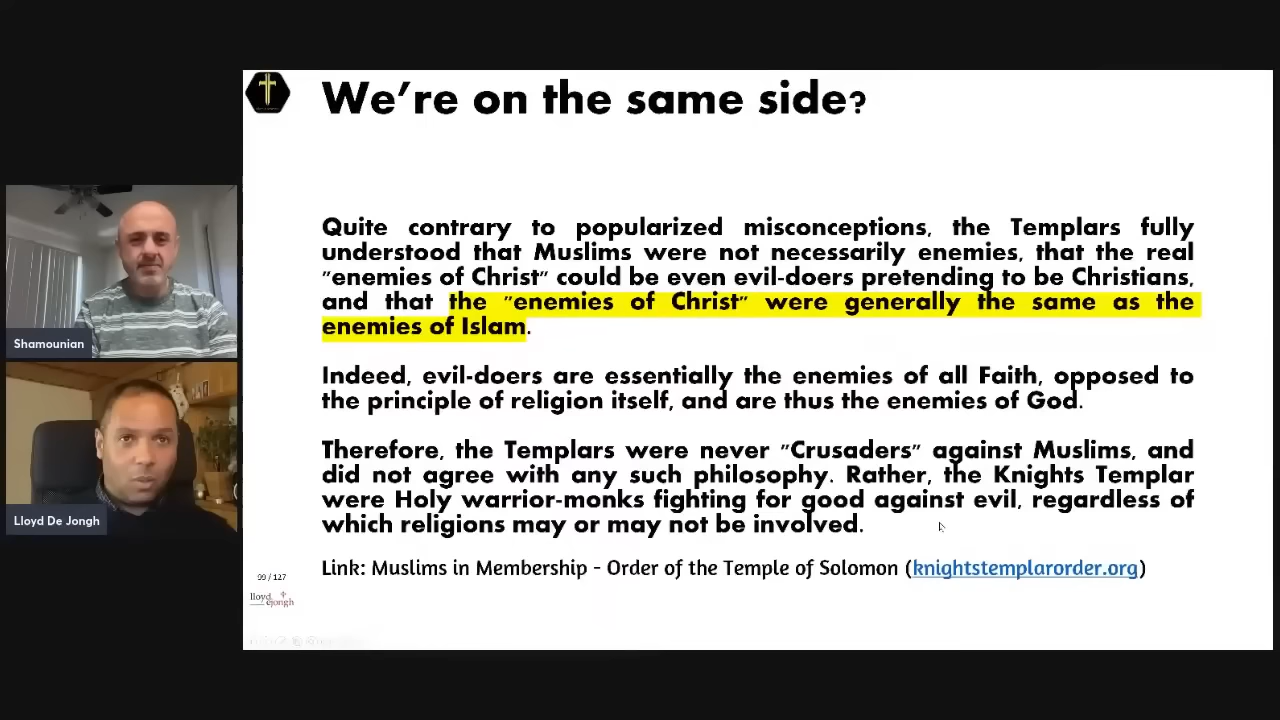 We're on the same side?
Quite contrary to popularized misconceptions, the Templars fully
understood that Muslims were not necessarily enemies, that the real
"enemies of Christ" could be even evil-doers pretending to be Christians,
and that the "enemies of Christ" were generally the same as the
enemies of Islam.
Indeed, evil-doers are essentially the enemies of all Faith, opposed to
the principle of religion itself, and are thus the enemies of God.
Therefore, the Templars were never "Crusaders" against Muslims, and
did not agree with any such philosophy. Rather, the Knights Templar
were Holy warrior-monks fighting for good against evil, regardless of
which religions may or may not be involved.
Link: Muslims in Membership - Order of the Temple of Solomon (knightstemplarorder.org)
99 / 127
lloyd
dejongh
Shamounian
Lloyd De Jongh